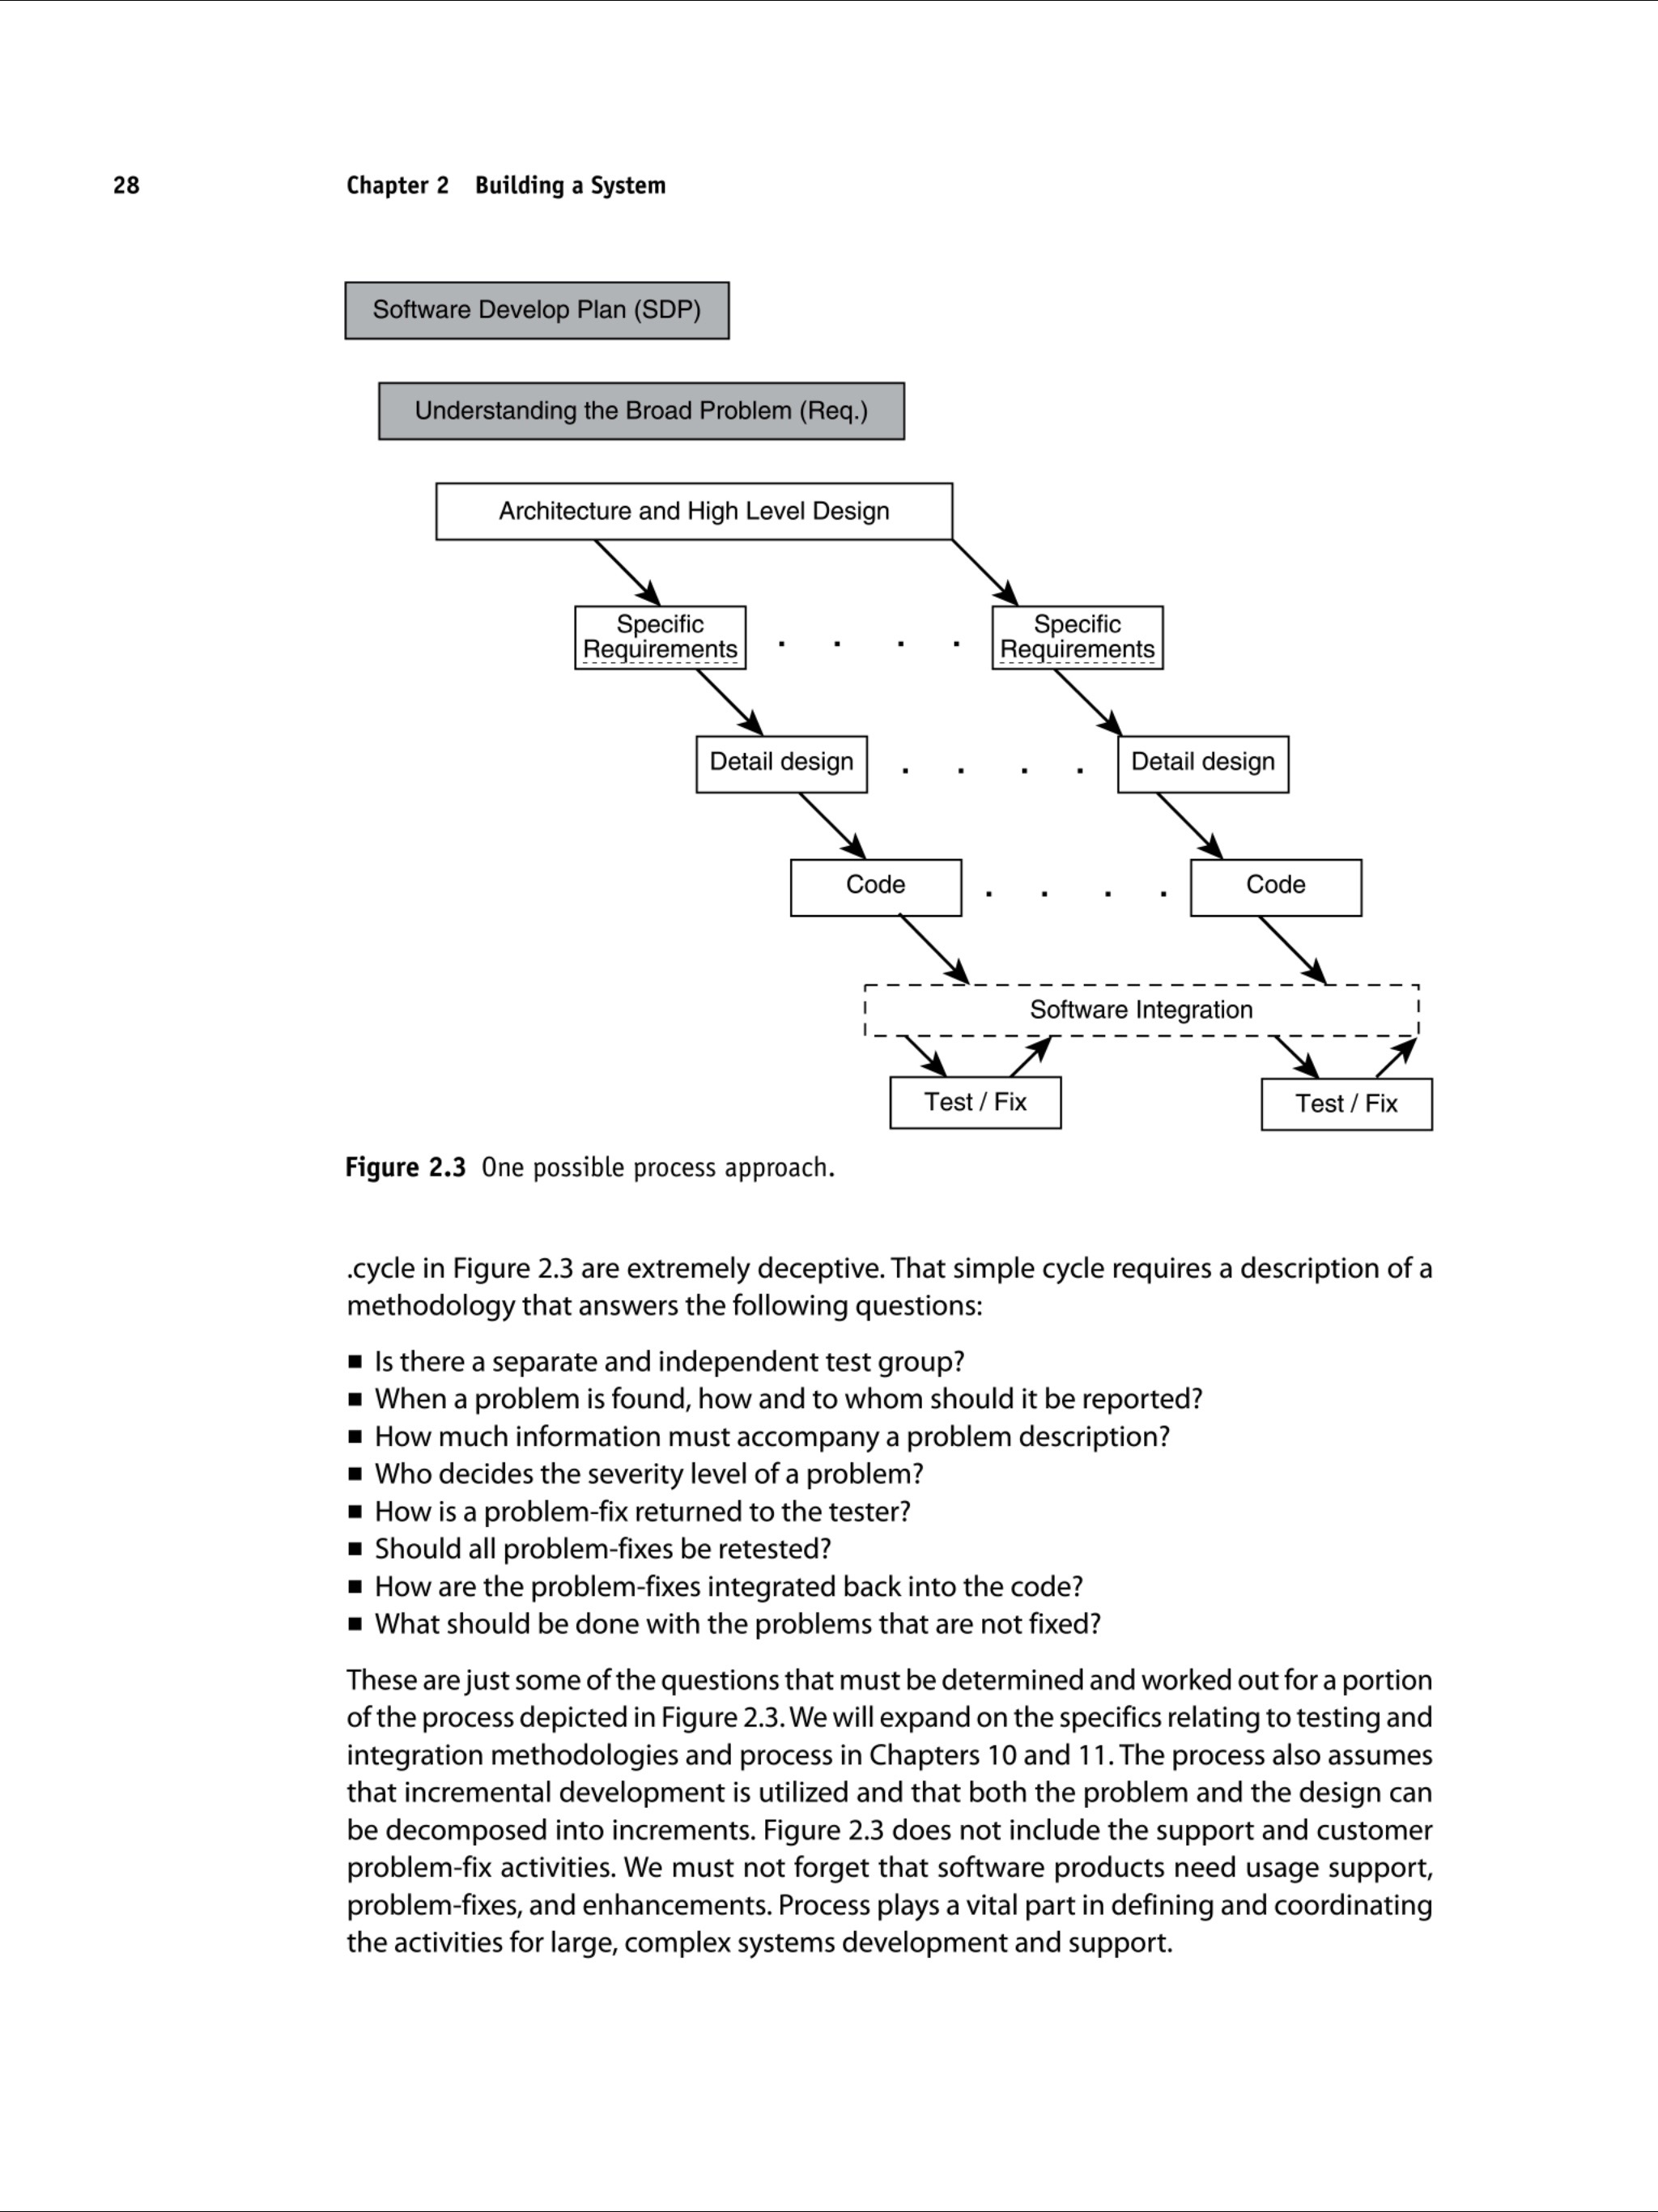 28 Chapter 2 Building a System
Software Develop Plan (SDP)
Understanding the Broad Problem (Req.)
Architecture and High Level Design
Specific Requirements . . . . Specific Requirements
Detail design . . . . Detail design
Code . . . . Code
Software Integration
Test / Fix Test / Fix
Figure 2.3 One possible process approach.
.cycle in Figure 2.3 are extremely deceptive. That simple cycle requires a description of a
methodology that answers the following questions:
■ Is there a separate and independent test group?
■ When a problem is found, how and to whom should it be reported?
■ How much information must accompany a problem description?
■ Who decides the severity level of a problem?
■ How is a problem-fix returned to the tester?
■ Should all problem-fixes be retested?
■ How are the problem-fixes integrated back into the code?
■ What should be done with the problems that are not fixed?
These are just some of the questions that must be determined and worked out for a portion
of the process depicted in Figure 2.3. We will expand on the specifics relating to testing and
integration methodologies and process in Chapters 10 and 11. The process also assumes
that incremental development is utilized and that both the problem and the design can
be decomposed into increments. Figure 2.3 does not include the support and customer
problem-fix activities. We must not forget that software products need usage support,
problem-fixes, and enhancements. Process plays a vital part in defining and coordinating
the activities for large, complex systems development and support.